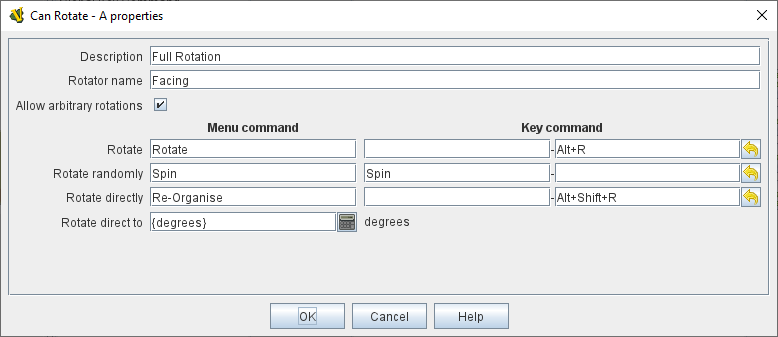 Can Rotate - A properties
Description Full Rotation
Rotator name Facing
Allow arbitrary rotations
Menu command Key command
Rotate Rotate - Alt+R
Rotate randomly Spin Spin -
Rotate directly Re-Organise - Alt+Shift+R
Rotate direct to {degrees} degrees
OK Cancel Help